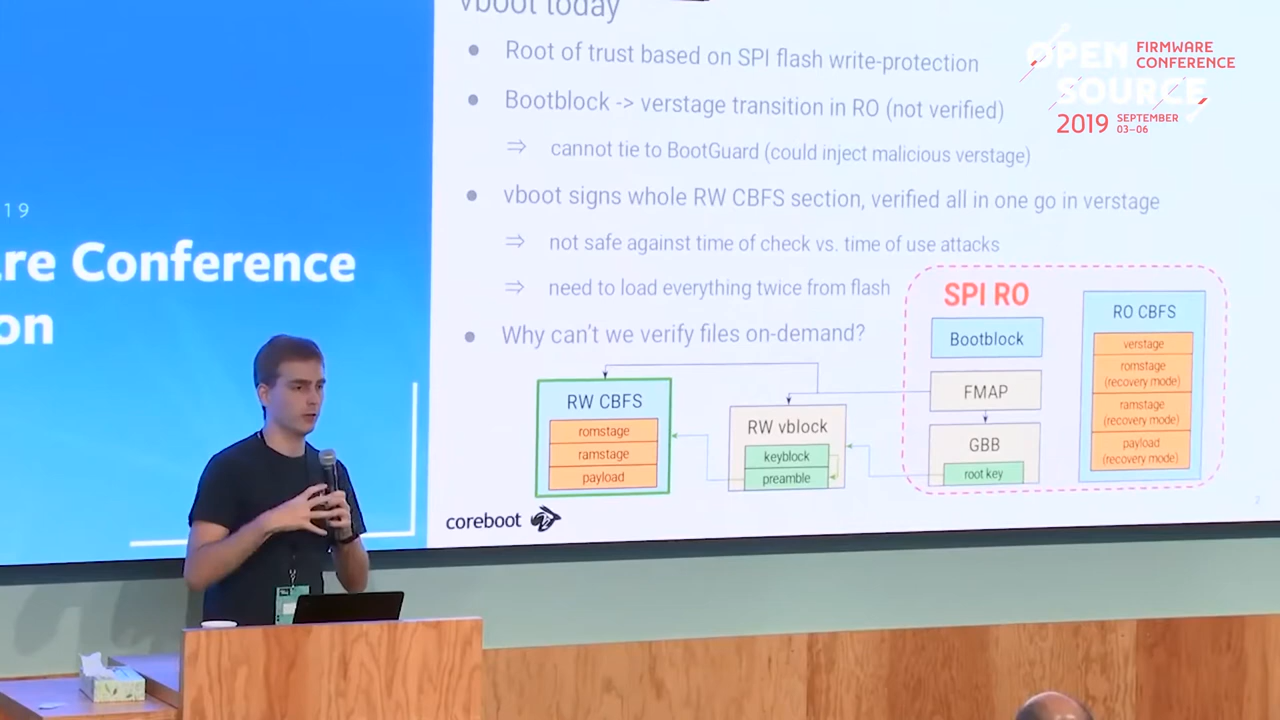 vboot today
Root of trust based on SPI flash write-protection
Bootblock -> verstage transition in RO (not verified)
⇒ cannot tie to BootGuard (could inject malicious verstage)
vboot signs whole RW CBFS section, verified all in one go in verstage
⇒ not safe against time of check vs. time of use attacks
⇒ need to load everything twice from flash
Why can't we verify files on-demand?
RW CBFS
romstage
ramstage
payload
RW vblock
keyblock
preamble
SPI RO
Bootblock
FMAP
GBB
root key
RO CBFS
verstage
romstage
(recovery mode)
ramstage
(recovery mode)
payload
(recovery mode)
coreboot
2
OPEN
SOURCE
FIRMWARE
CONFERENCE
2019
SEPTEMBER
03–06
19
re Conference
on